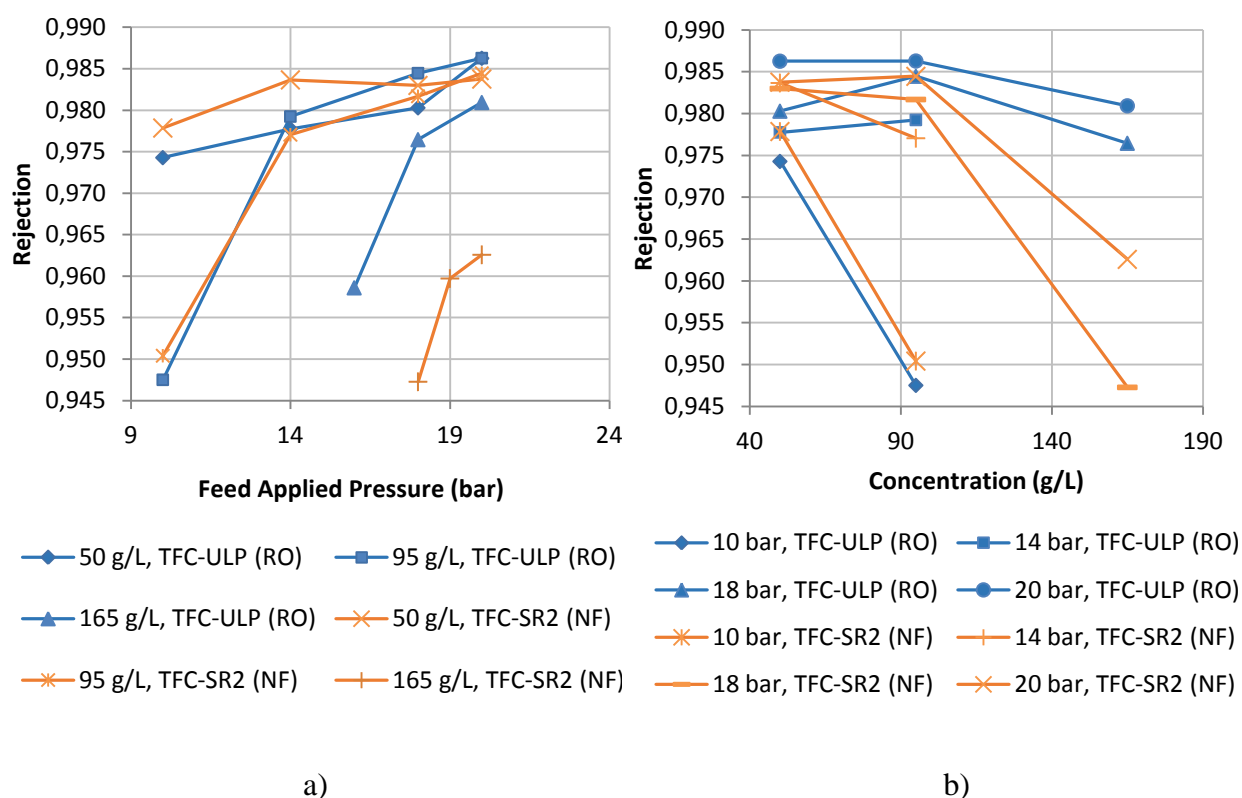 0,990
0,985
0,980
0,975
0,970
0,965
0,960
0,955
0,950
0,945
Rejection
9 14 19 24
Feed Applied Pressure (bar)
50 g/L, TFC-ULP (RO) 95 g/L, TFC-ULP (RO)
165 g/L, TFC-ULP (RO) 50 g/L, TFC-SR2 (NF)
95 g/L, TFC-SR2 (NF) 165 g/L, TFC-SR2 (NF)
a)
0,990
0,985
0,980
0,975
0,970
0,965
0,960
0,955
0,950
0,945
Rejection
40 90 140 190
Concentration (g/L)
10 bar, TFC-ULP (RO) 14 bar, TFC-ULP (RO)
18 bar, TFC-ULP (RO) 20 bar, TFC-ULP (RO)
10 bar, TFC-SR2 (NF) 14 bar, TFC-SR2 (NF)
18 bar, TFC-SR2 (NF) 20 bar, TFC-SR2 (NF)
b)